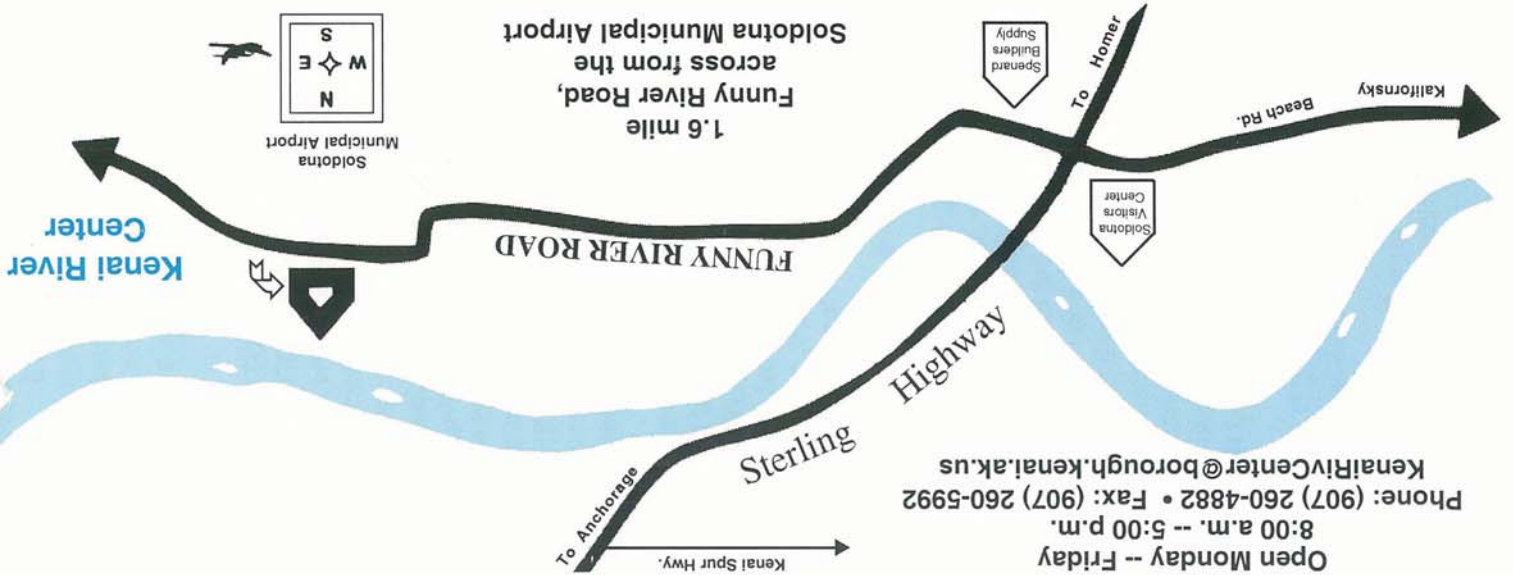 Open Monday -- Friday
8:00 a.m. -- 5:00 p.m.
Phone: (907) 260-4882 • Fax: (907) 260-5992
KenaiRivCenter@borough.kenai.ak.us
Kenai Spur Hwy.
To Anchorage
Sterling
Highway
Kenai River
Center
FUNNY RIVER ROAD
Soldotna
Visitors
Center
Kalifornsky
Beach Rd.
To Homer
Spenard
Builders
Supply
1.6 mile
Funny River Road,
across from the
Soldotna Municipal Airport
Soldotna
Municipal Airport
N
W E
S